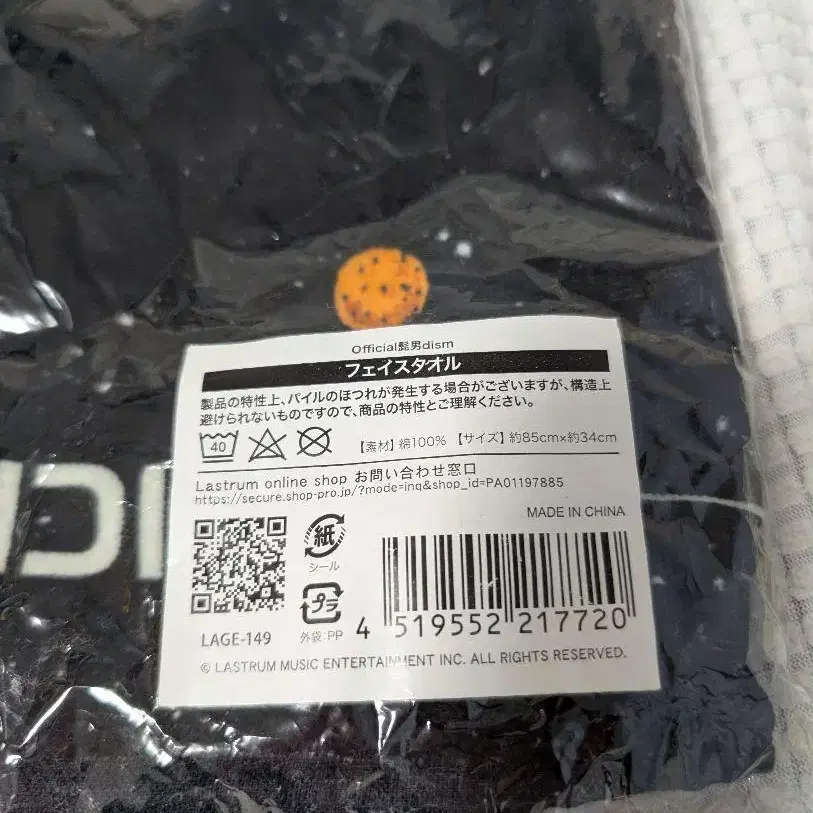 Official髭男dism
フェイスタオル
製品の特性上、パイルのほつれが発生する場合がございますが、構造上
避けられないものですので、商品の特性とご理解ください。
40 【素材】綿100% 【サイズ】約85cm×約34cm
Lastrum online shop お問い合わせ窓口
https://secure.shop-pro.jp/?mode=inq&shop_id=PA01197885
MADE IN CHINA
紙
シール
プラ
外袋:PP
LAGE-149
4 519552 217720
© LASTRUM MUSIC ENTERTAINMENT INC. ALL RIGHTS RESERVED.